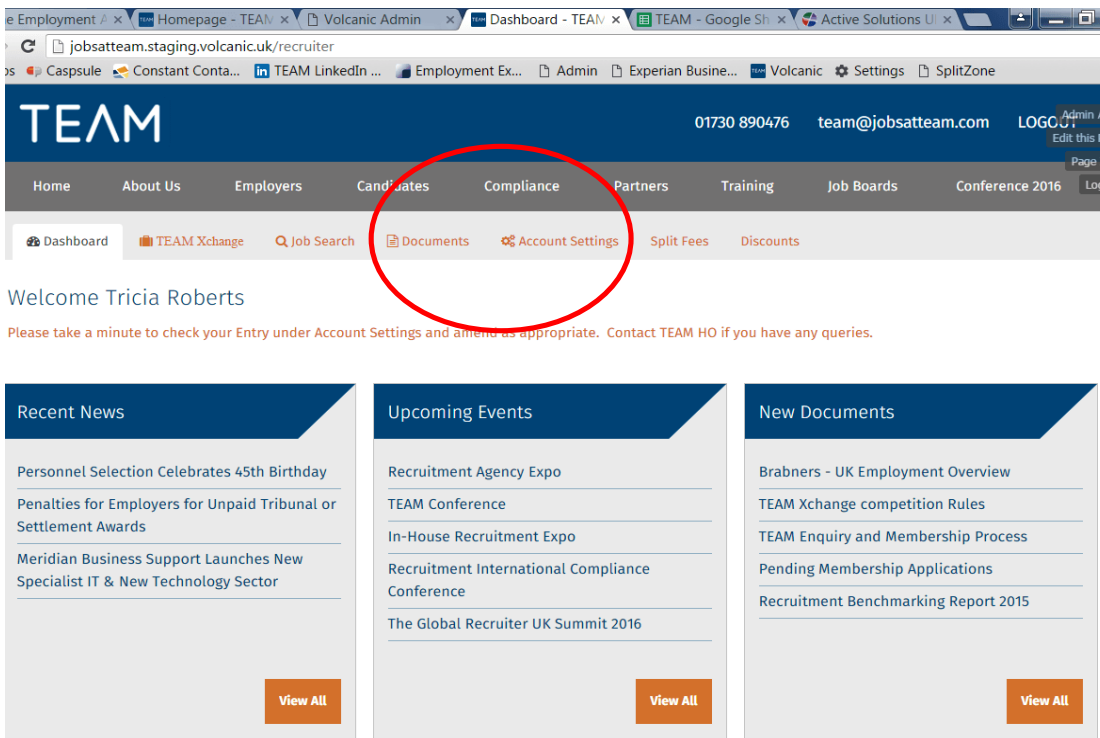 e Employment A Homepage - TEAM Volcanic Admin Dashboard - TEAM TEAM - Google Sh Active Solutions U
jobsatteam.staging.volcanic.uk/recruiter
os Caspsule Constant Conta... TEAM LinkedIn ... Employment Ex... Admin Experian Busine... Volcanic Settings SplitZone
TEAM 01730 890476 team@jobsatteam.com LOGOUT
Admin A
Edit this
Page
Home About Us Employers Candidates Compliance Partners Training Job Boards Conference 2016 Log
Dashboard TEAM Xchange Job Search Documents Account Settings Split Fees Discounts
Welcome Tricia Roberts
Please take a minute to check your Entry under Account Settings and amend as appropriate. Contact TEAM HO if you have any queries.
Recent News
Personnel Selection Celebrates 45th Birthday
Penalties for Employers for Unpaid Tribunal or
Settlement Awards
Meridian Business Support Launches New
Specialist IT & New Technology Sector
View All
Upcoming Events
Recruitment Agency Expo
TEAM Conference
In-House Recruitment Expo
Recruitment International Compliance
Conference
The Global Recruiter UK Summit 2016
View All
New Documents
Brabners - UK Employment Overview
TEAM Xchange competition Rules
TEAM Enquiry and Membership Process
Pending Membership Applications
Recruitment Benchmarking Report 2015
View All